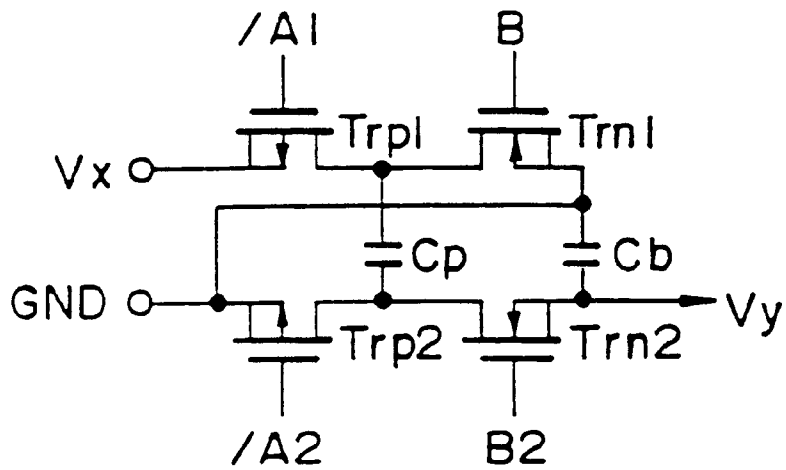 /A1
B
Trp1
Trn1
Vx
Cp
Cb
GND
Vy
Trp2
Trn2
/A2
B2